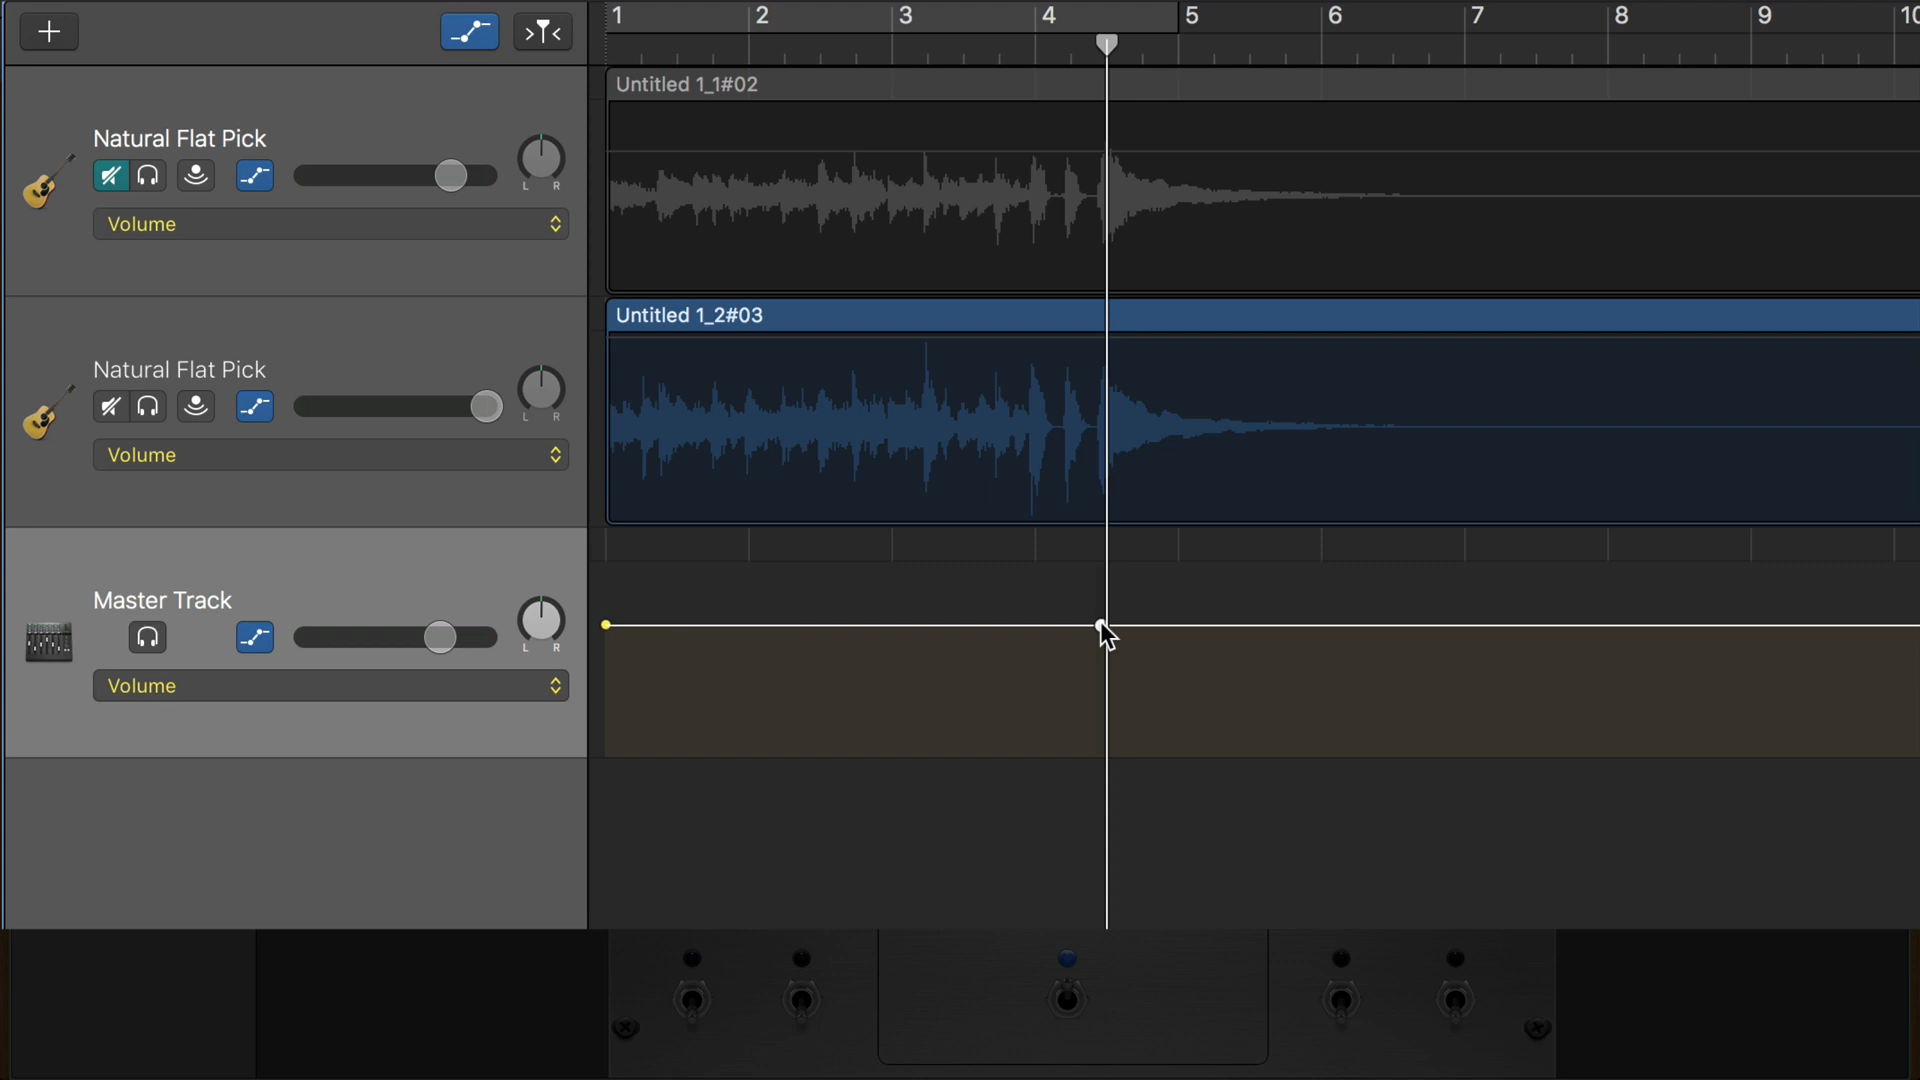 1 2 3 4 5 6 7 8 9 10
Untitled 1_1#02
Natural Flat Pick
L R
Volume
Untitled 1_2#03
Natural Flat Pick
L R
Volume
Master Track
L R
Volume